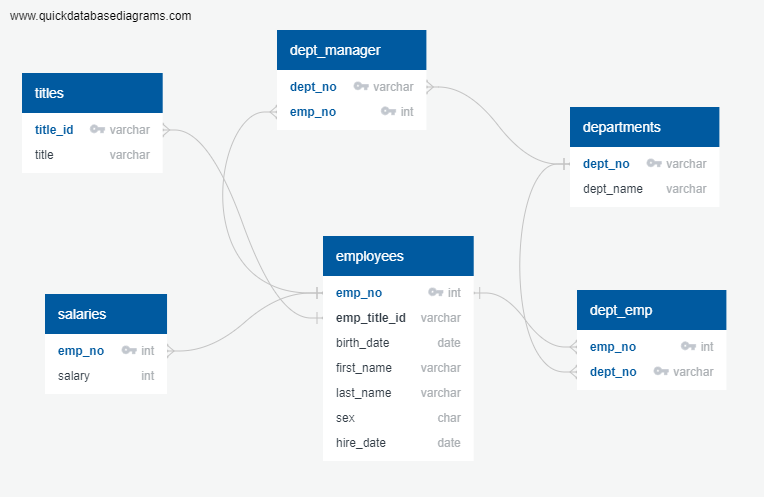 www.quickdatabasediagrams.com
dept_manager
dept_no varchar
emp_no int
titles
title_id varchar
title varchar
departments
dept_no varchar
dept_name varchar
employees
emp_no int
emp_title_id varchar
birth_date date
first_name varchar
last_name varchar
sex char
hire_date date
salaries
emp_no int
salary int
dept_emp
emp_no int
dept_no varchar